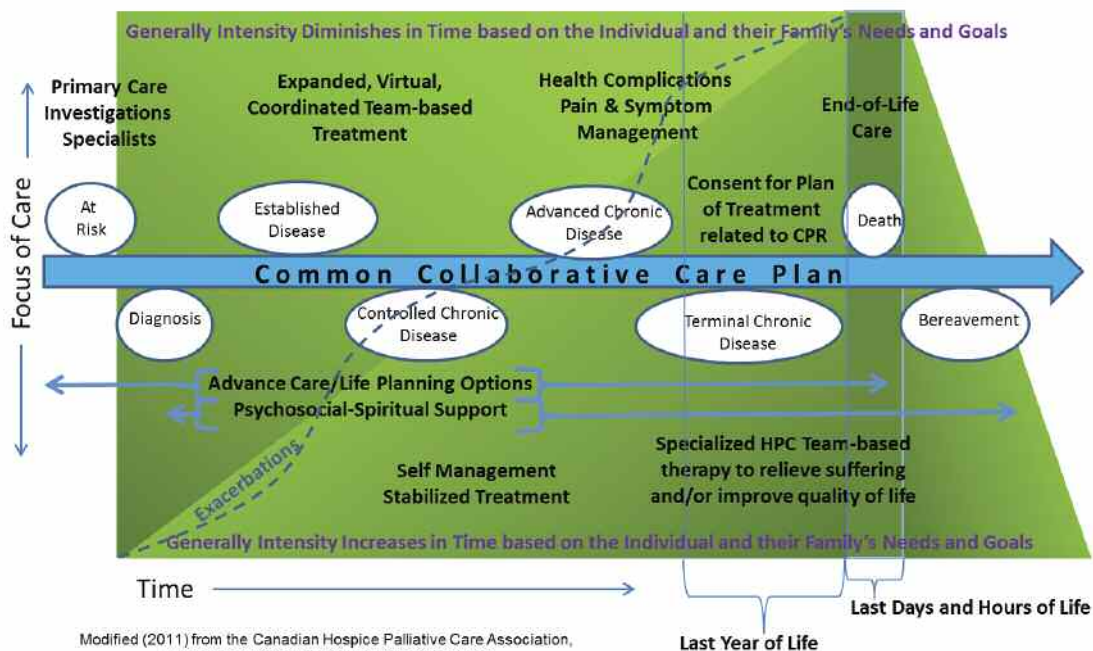 Generally Intensity Diminishes in Time based on the Individual and their Family's Needs and Goals
Primary Care
Investigations
Specialists
Expanded, Virtual,
Coordinated Team-based
Treatment
Health Complications
Pain & Symptom
Management
End-of-Life
Care
Focus of Care
At
Risk
Established
Disease
Advanced Chronic
Disease
Consent for Plan
of Treatment
related to CPR
Death
Common Collaborative Care Plan
Diagnosis
Controlled Chronic
Disease
Terminal Chronic
Disease
Bereavement
Advance Care/Life Planning Options
Psychosocial-Spiritual Support
Exacerbations
Self Management
Stabilized Treatment
Specialized HPC Team-based
therapy to relieve suffering
and/or improve quality of life
Generally Intensity Increases in Time based on the Individual and their Family's Needs and Goals
Time
Last Year of Life
Last Days and Hours of Life
Modified (2011) from the Canadian Hospice Palliative Care Association,